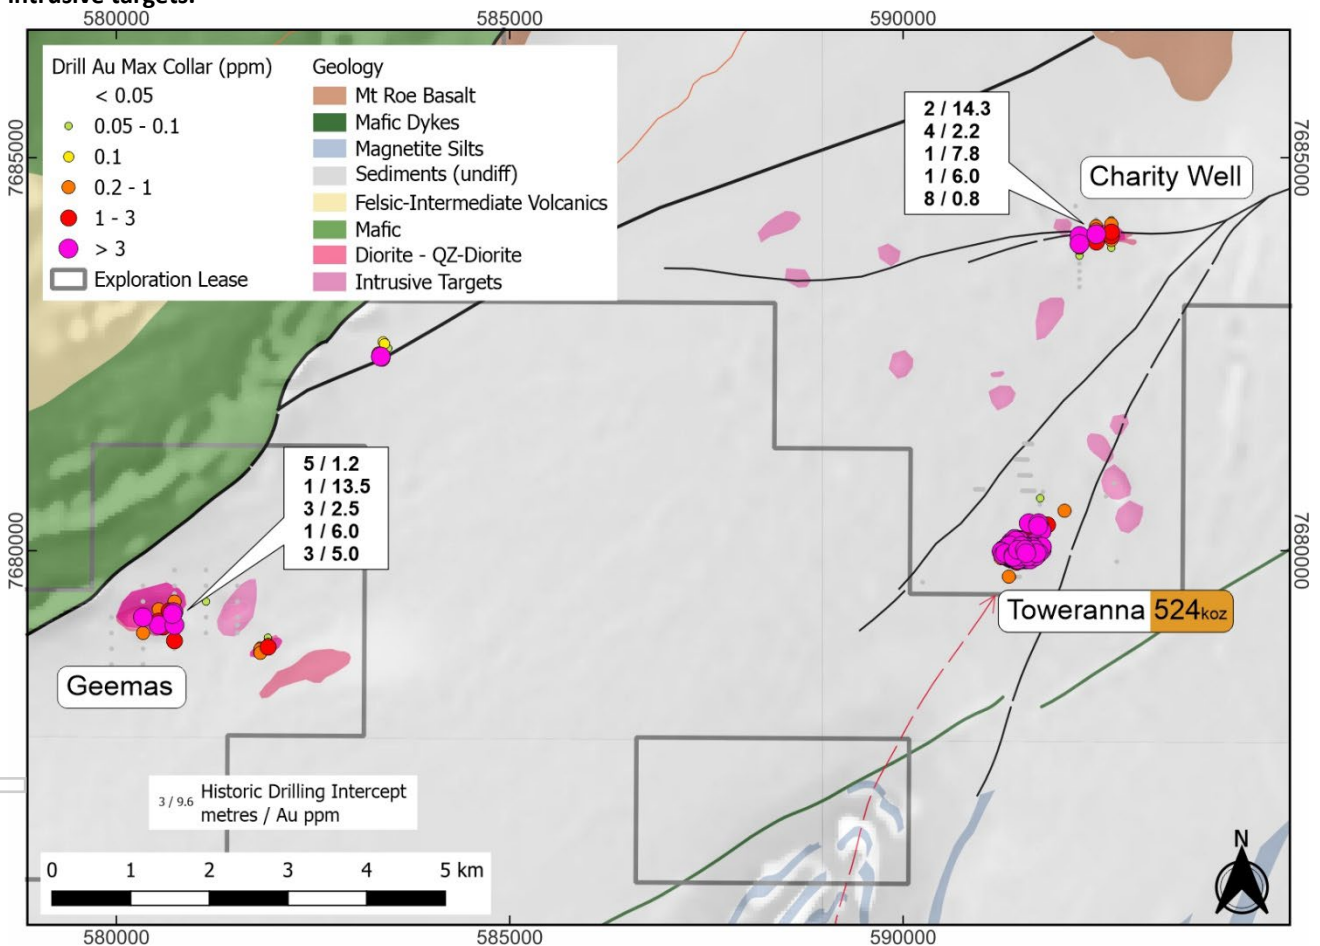 intrusive targets.
580000
585000
590000
Drill Au Max Collar (ppm)
< 0.05
0.05 - 0.1
0.1
0.2 - 1
1 - 3
> 3
Exploration Lease
Geology
Mt Roe Basalt
Mafic Dykes
Magnetite Silts
Sediments (undiff)
Felsic-Intermediate Volcanics
Mafic
Diorite - QZ-Diorite
Intrusive Targets
2 / 14.3
4 / 2.2
1 / 7.8
1 / 6.0
8 / 0.8
Charity Well
7685000
7685000
5 / 1.2
1 / 13.5
3 / 2.5
1 / 6.0
3 / 5.0
7680000
7680000
Toweranna 524koz
Geemas
3 / 9.6 Historic Drilling Intercept
metres / Au ppm
0 1 2 3 4 5 km
N
580000
585000
590000